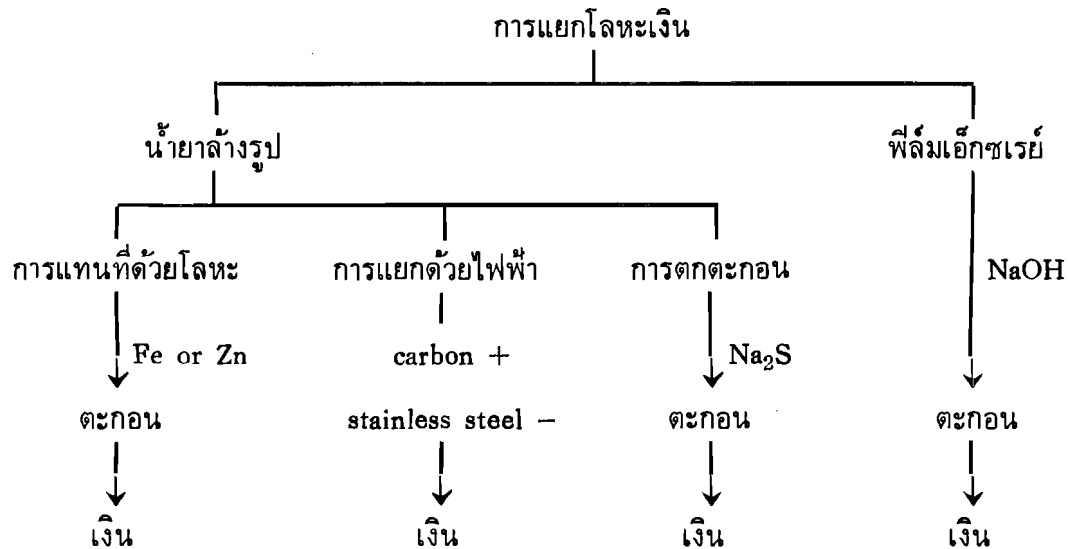 การแยกโลหะเงิน
น้ำยาล้างรูป ฟิล์มเอ็กซเรย์
การแทนที่ด้วยโลหะ การแยกด้วยไฟฟ้า การตกตะกอน NaOH
Fe or Zn carbon + Na₂S
ตะกอน stainless steel − ตะกอน ตะกอน
เงิน เงิน เงิน เงิน